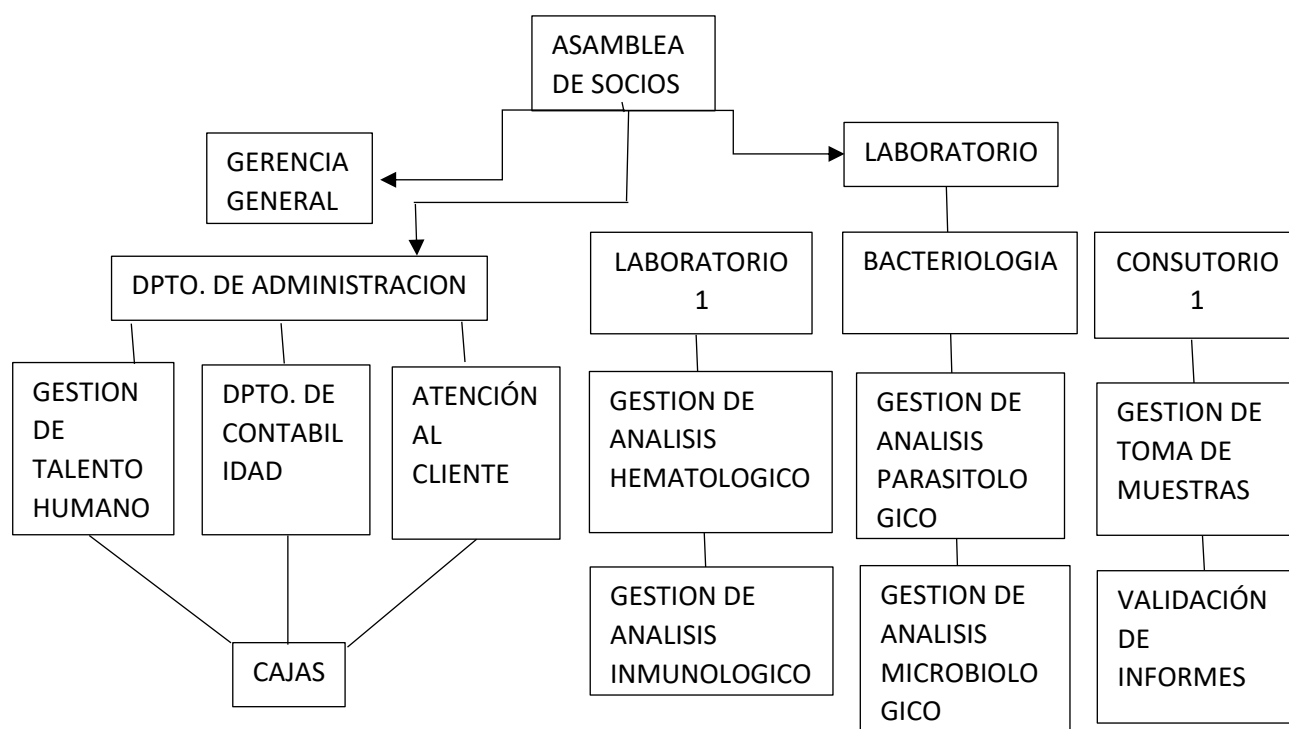 ASAMBLEA
DE SOCIOS
GERENCIA
GENERAL
LABORATORIO
DPTO. DE ADMINISTRACION
LABORATORIO
1
BACTERIOLOGIA
CONSUTORIO
1
GESTION
DE
TALENTO
HUMANO
DPTO. DE
CONTABIL
IDAD
ATENCIÓN
AL
CLIENTE
GESTION DE
ANALISIS
HEMATOLOGICO
GESTION DE
ANALISIS
PARASITOLO
GICO
GESTION DE
TOMA DE
MUESTRAS
CAJAS
GESTION DE
ANALISIS
INMUNOLOGICO
GESTION DE
ANALISIS
MICROBIOLO
GICO
VALIDACIÓN
DE
INFORMES